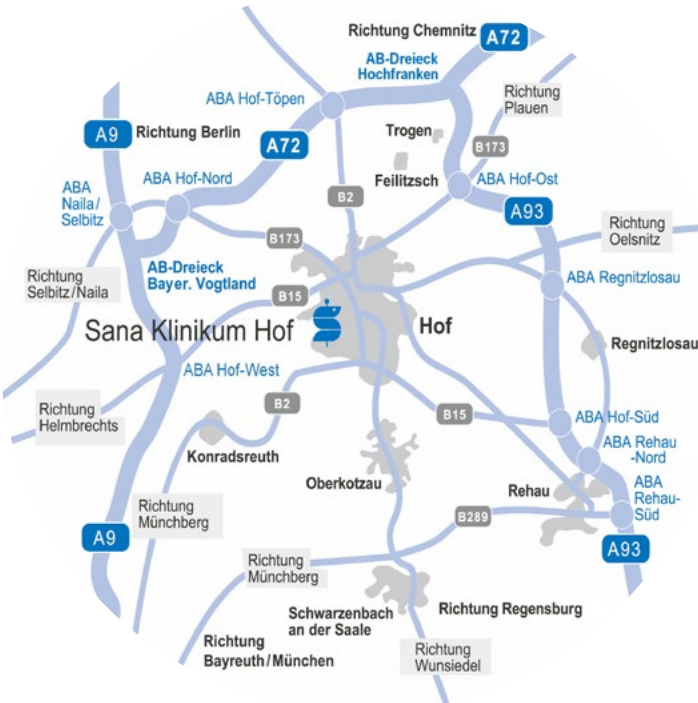 Richtung Chemnitz
A72
AB-Dreieck
Hochfranken
ABA Hof-Töpen
Richtung
Plauen
A9
Richtung Berlin
A72
Trogen
B173
ABA Hof-Nord
Feilitzsch
ABA Hof-Ost
ABA
Naila/
Selbitz
B2
A93
B173
Richtung
Oelsnitz
Richtung
Selbitz/Naila
AB-Dreieck
Bayer. Vogtland
ABA Regnitzlosau
B15
Sana Klinikum Hof
Hof
Regnitzlosau
ABA Hof-West
Richtung
Helmbrechts
B2
B15
ABA Hof-Süd
Konradsreuth
ABA Rehau
-Nord
Oberkotzau
Rehau
ABA
Rehau-
Süd
Richtung
Münchberg
B289
A9
A93
Richtung
Münchberg
Schwarzenbach
an der Saale
Richtung Regensburg
Richtung
Bayreuth/München
Richtung
Wunsiedel